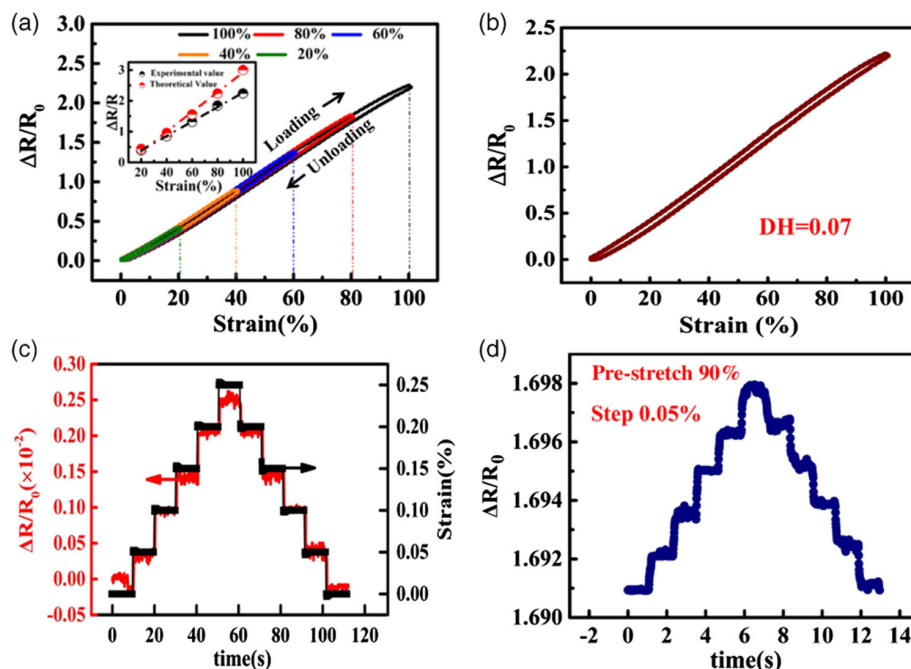 (a)
3.0
2.5
2.0
1.5
1.0
0.5
0.0
ΔR/R₀
100% 80% 60%
40% 20%
3
2
1
0
ΔR/R
Experimental value
Theoretical Value
20 40 60 80 100
Strain(%)
Loading
Unloading
0 20 40 60 80 100
Strain(%)
(b)
2.5
2.0
1.5
1.0
0.5
0.0
ΔR/R₀
DH=0.07
0 20 40 60 80 100
Strain (%)
(c)
0.30
0.25
0.20
0.15
0.10
0.05
0.00
-0.05
ΔR/R₀(×10⁻²)
0.25
0.20
0.15
0.10
0.05
0.00
Strain(%)
0 20 40 60 80 100 120
time(s)
(d)
1.698
1.696
1.694
1.692
1.690
ΔR/R₀
Pre-stretch 90%
Step 0.05%
-2 0 2 4 6 8 10 12 14
time(s)